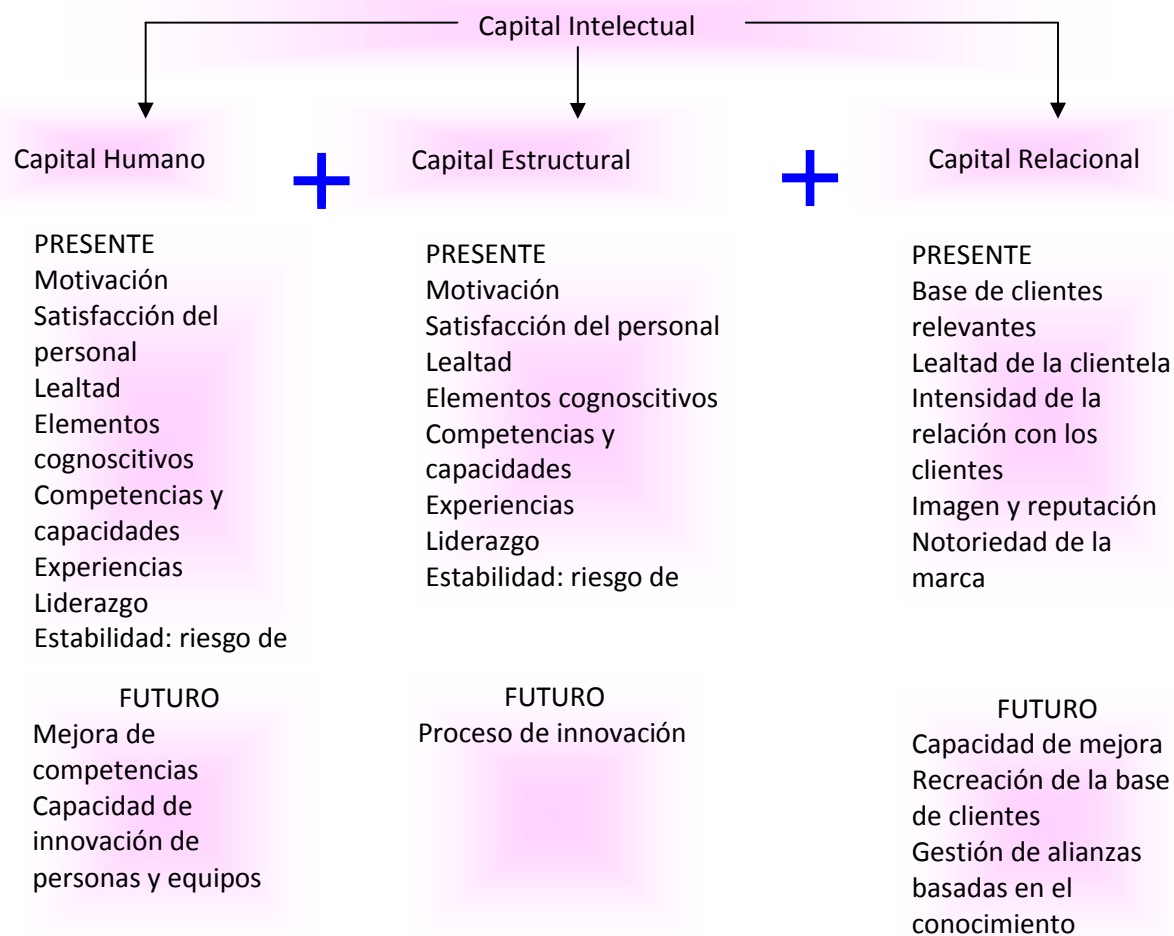 Capital Intelectual
Capital Humano
+
Capital Estructural
+
Capital Relacional
PRESENTE
Motivación
Satisfacción del
personal
Lealtad
Elementos
cognoscitivos
Competencias y
capacidades
Experiencias
Liderazgo
Estabilidad: riesgo de
PRESENTE
Motivación
Satisfacción del personal
Lealtad
Elementos cognoscitivos
Competencias y
capacidades
Experiencias
Liderazgo
Estabilidad: riesgo de
PRESENTE
Base de clientes
relevantes
Lealtad de la clientela
Intensidad de la
relación con los
clientes
Imagen y reputación
Notoriedad de la
marca
FUTURO
Mejora de
competencias
Capacidad de
innovación de
personas y equipos
FUTURO
Proceso de innovación
FUTURO
Capacidad de mejora
Recreación de la base
de clientes
Gestión de alianzas
basadas en el
conocimiento